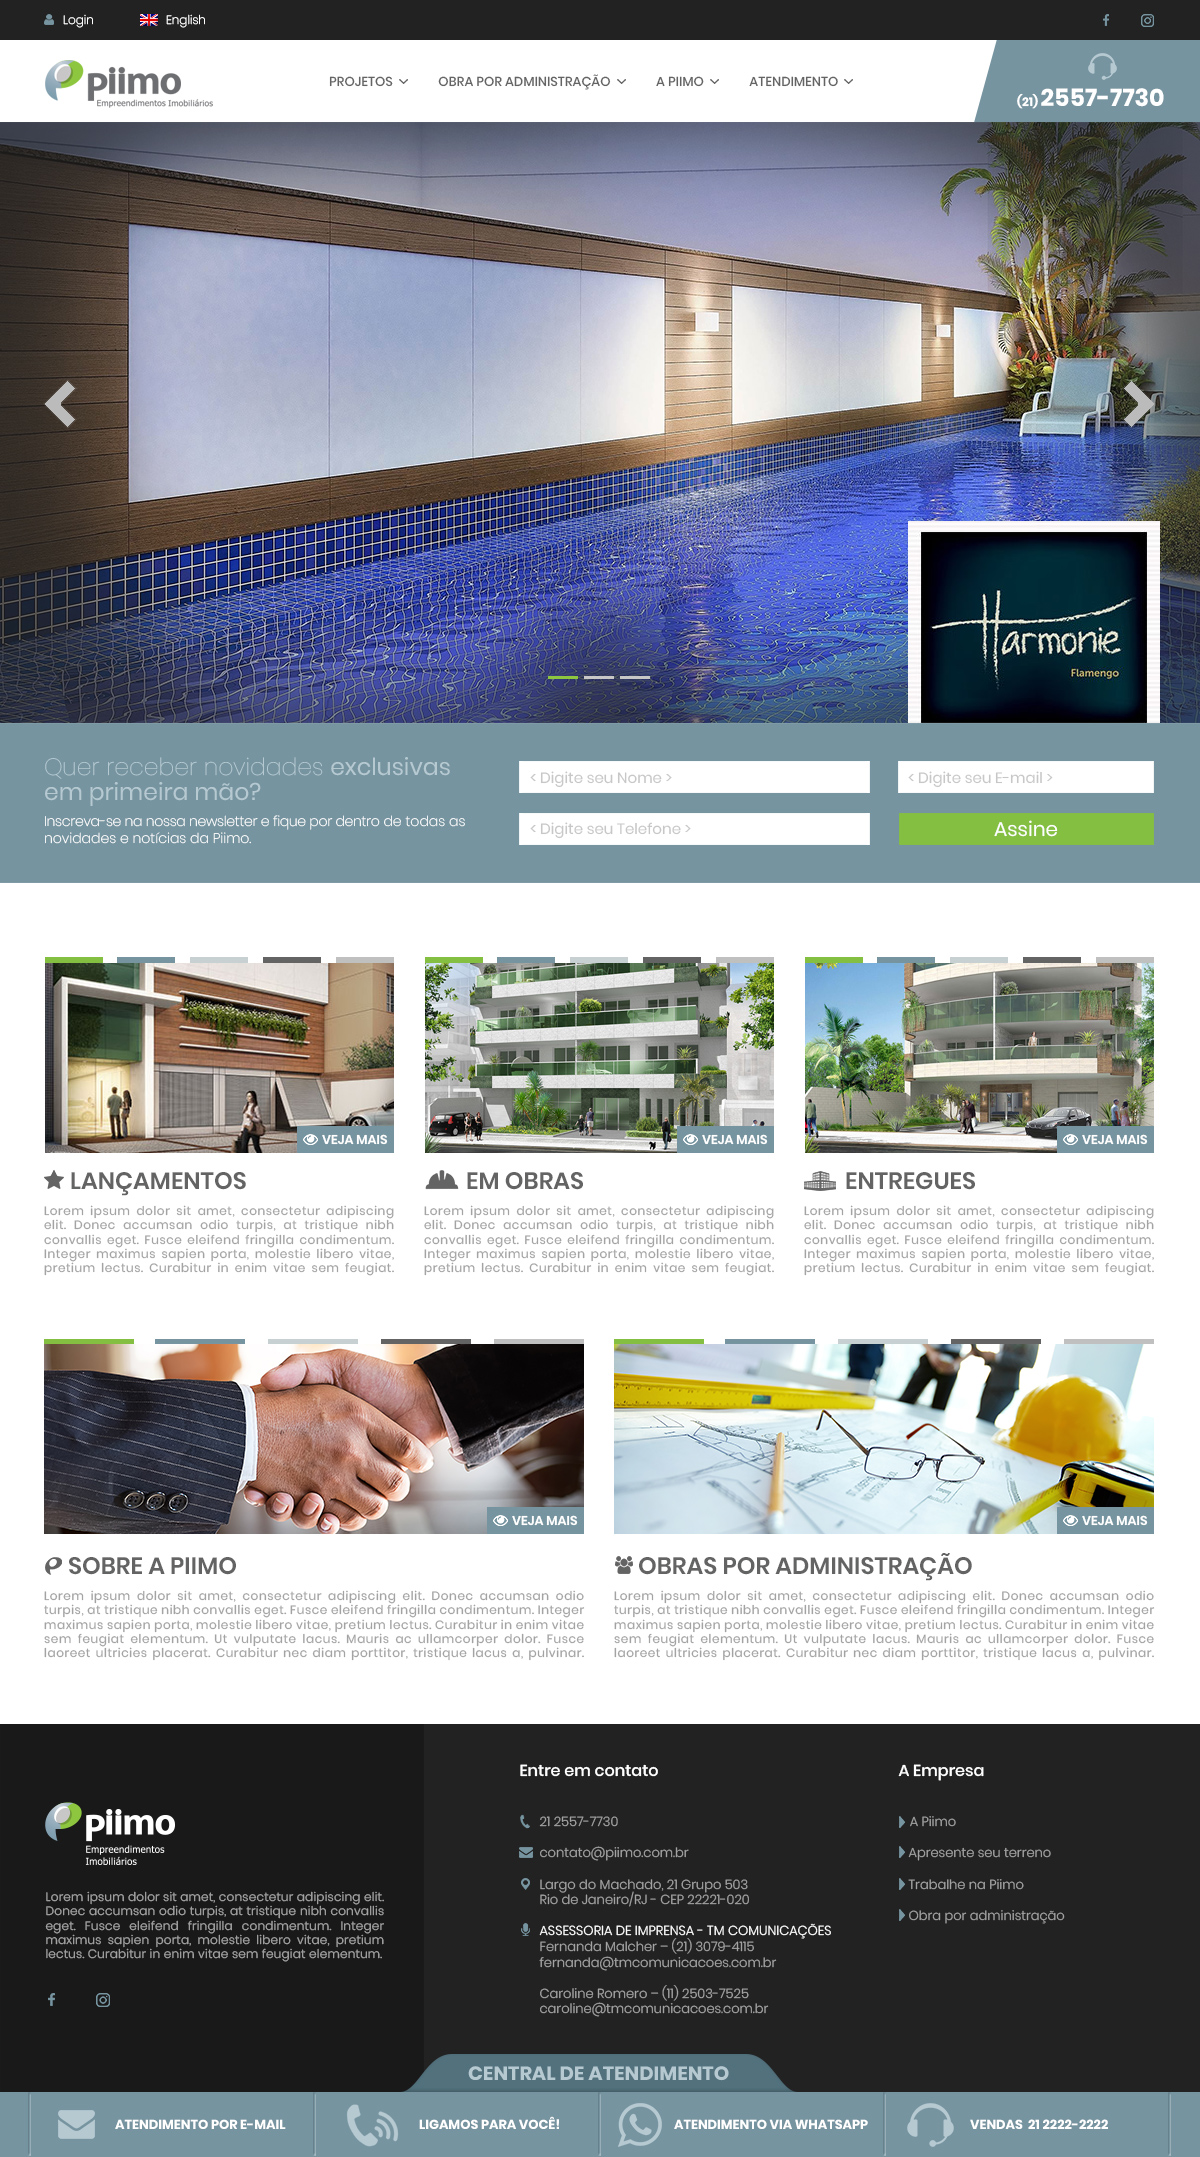 Login
English
piimo
Empreendimentos Imobiliários
PROJETOS
OBRA POR ADMINISTRAÇÃO
A PIIMO
ATENDIMENTO
(21) 2557-7730
Harmonie
Flamengo
Quer receber novidades exclusivas
em primeira mão?
Inscreva-se na nossa newsletter e fique por dentro de todas as
novidades e notícias da Piimo.
< Digite seu Nome >
< Digite seu E-mail >
< Digite seu Telefone >
Assine
VEJA MAIS
LANÇAMENTOS
Lorem ipsum dolor sit amet, consectetur adipiscing
elit. Donec accumsan odio turpis, at tristique nibh
convallis eget. Fusce eleifend fringilla condimentum.
Integer maximus sapien porta, molestie libero vitae,
pretium lectus. Curabitur in enim vitae sem feugiat.
VEJA MAIS
EM OBRAS
Lorem ipsum dolor sit amet, consectetur adipiscing
elit. Donec accumsan odio turpis, at tristique nibh
convallis eget. Fusce eleifend fringilla condimentum.
Integer maximus sapien porta, molestie libero vitae,
pretium lectus. Curabitur in enim vitae sem feugiat.
VEJA MAIS
ENTREGUES
Lorem ipsum dolor sit amet, consectetur adipiscing
elit. Donec accumsan odio turpis, at tristique nibh
convallis eget. Fusce eleifend fringilla condimentum.
Integer maximus sapien porta, molestie libero vitae,
pretium lectus. Curabitur in enim vitae sem feugiat.
VEJA MAIS
SOBRE A PIIMO
Lorem ipsum dolor sit amet, consectetur adipiscing elit. Donec accumsan odio
turpis, at tristique nibh convallis eget. Fusce eleifend fringilla condimentum. Integer
maximus sapien porta, molestie libero vitae, pretium lectus. Curabitur in enim vitae
sem feugiat elementum. Ut vulputate lacus. Mauris ac ullamcorper dolor. Fusce
laoreet ultricies placerat. Curabitur nec diam porttitor, tristique lacus a, pulvinar.
VEJA MAIS
OBRAS POR ADMINISTRAÇÃO
Lorem ipsum dolor sit amet, consectetur adipiscing elit. Donec accumsan odio
turpis, at tristique nibh convallis eget. Fusce eleifend fringilla condimentum. Integer
maximus sapien porta, molestie libero vitae, pretium lectus. Curabitur in enim vitae
sem feugiat elementum. Ut vulputate lacus. Mauris ac ullamcorper dolor. Fusce
laoreet ultricies placerat. Curabitur nec diam porttitor, tristique lacus a, pulvinar.
piimo
Empreendimentos
Imobiliários
Lorem ipsum dolor sit amet, consectetur adipiscing elit.
Donec accumsan odio turpis, at tristique nibh convallis
eget. Fusce eleifend fringilla condimentum. Integer
maximus sapien porta, molestie libero vitae, pretium
lectus. Curabitur in enim vitae sem feugiat elementum.
Entre em contato
21 2557-7730
contato@piimo.com.br
Largo do Machado, 21 Grupo 503
Rio de Janeiro/RJ - CEP 22221-020
ASSESSORIA DE IMPRENSA - TM COMUNICAÇÕES
Fernanda Malcher – (21) 3079-4115
fernanda@tmcomunicacoes.com.br
Caroline Romero – (11) 2503-7525
caroline@tmcomunicacoes.com.br
A Empresa
A Piimo
Apresente seu terreno
Trabalhe na Piimo
Obra por administração
CENTRAL DE ATENDIMENTO
ATENDIMENTO POR E-MAIL
LIGAMOS PARA VOCÊ!
ATENDIMENTO VIA WHATSAPP
VENDAS 21 2222-2222